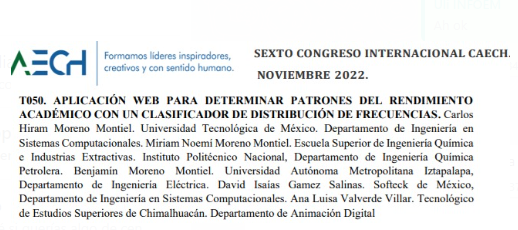 AECH
Formamos líderes inspiradores,
creativos y con sentido humano.
SEXTO CONGRESO INTERNACIONAL CAECH.
NOVIEMBRE 2022.
T050. APLICACIÓN WEB PARA DETERMINAR PATRONES DEL RENDIMIENTO
ACADÉMICO CON UN CLASIFICADOR DE DISTRIBUCIÓN DE FRECUENCIAS. Carlos
Hiram Moreno Montiel. Universidad Tecnológica de México. Departamento de Ingeniería en
Sistemas Computacionales. Miriam Noemí Moreno Montiel. Escuela Superior de Ingeniería Química
e Industrias Extractivas. Instituto Politécnico Nacional, Departamento de Ingeniería Química
Petrolera. Benjamin Moreno Montiel. Universidad Autónoma Metropolitana Iztapalapa,
Departamento de Ingeniería Eléctrica. David Isaías Gamez Salinas. Softeck de México,
Departamento de Ingeniería en Sistemas Computacionales. Ana Luisa Valverde Villar. Tecnológico
de Estudios Superiores de Chimalhuacán. Departamento de Animación Digital